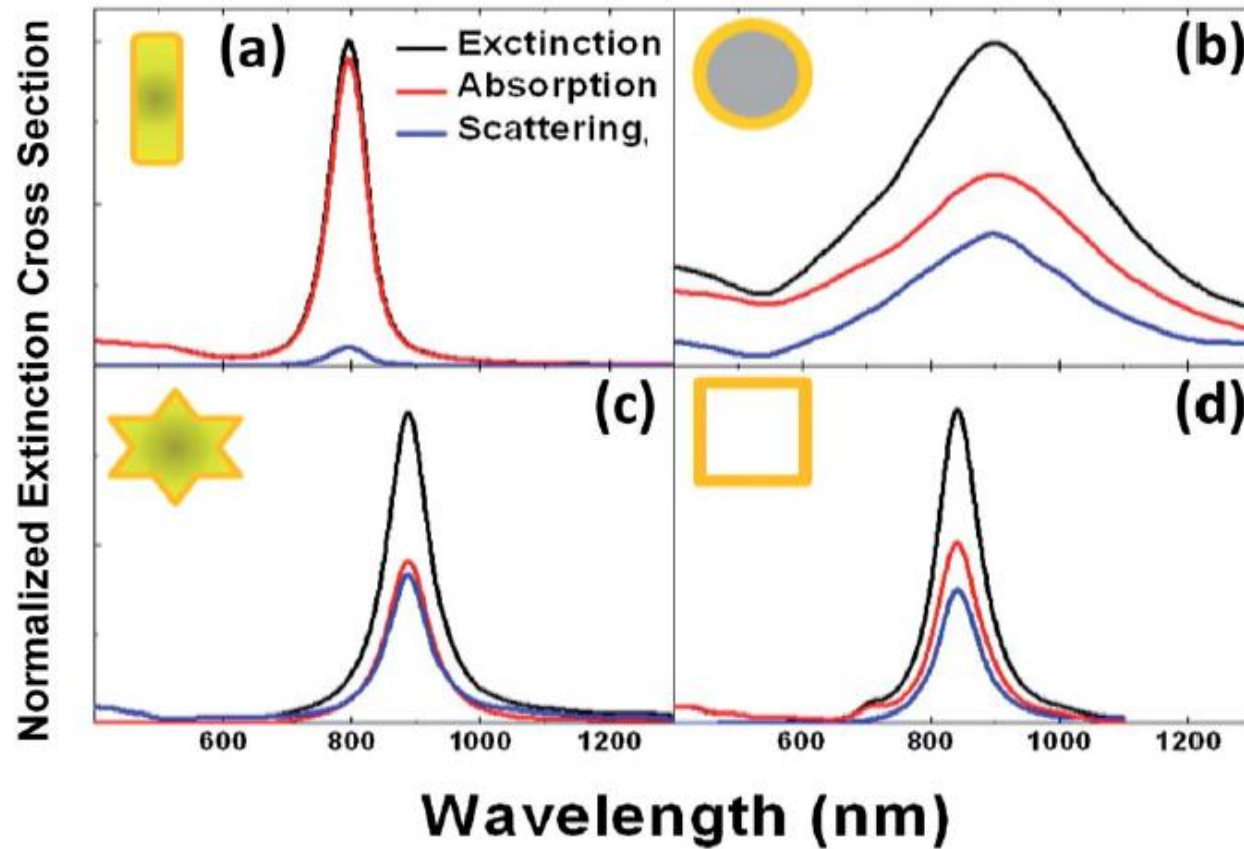 Normalized Extinction Cross Section
(a)
Exctinction
Absorption
Scattering,
(b)
(c)
(d)
600 800 1000 1200
600 800 1000 1200
Wavelength (nm)